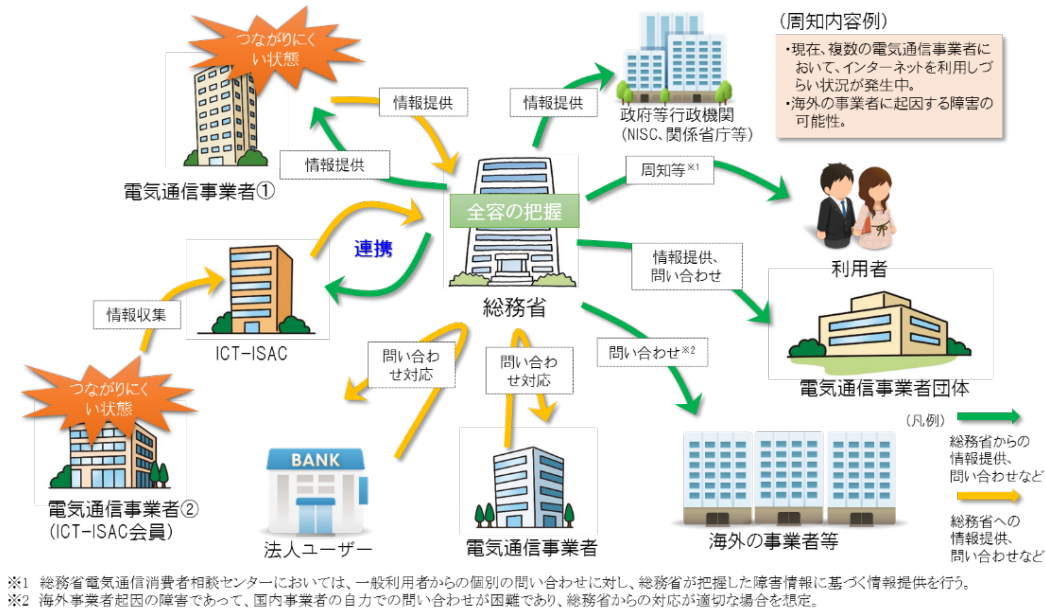 つながりにく
い状態
電気通信事業者①
情報提供
情報提供
情報提供
政府等行政機関
(NISC、関係省庁等)
(周知内容例)
・現在、複数の電気通信事業者に
おいて、インターネットを利用しづ
らい状況が発生中。
・海外の事業者に起因する障害の
可能性。
周知等※1
利用者
全容の把握
総務省
連携
ICT-ISAC
情報収集
情報提供、
問い合わせ
電気通信事業者団体
つながりにく
い状態
電気通信事業者②
(ICT-ISAC会員)
問い合わ
せ対応
BANK
法人ユーザー
問い合わ
せ対応
電気通信事業者
問い合わせ※2
海外の事業者等
(凡例)
総務省からの
情報提供、
問い合わせなど
総務省への
情報提供、
問い合わせなど
※1 総務省電気通信消費者相談センターにおいては、一般利用者からの個別の問い合わせに対し、総務省が把握した障害情報に基づく情報提供を行う。
※2 海外事業者起因の障害であって、国内事業者の自力での問い合わせが困難であり、総務省からの対応が適切な場合を想定。